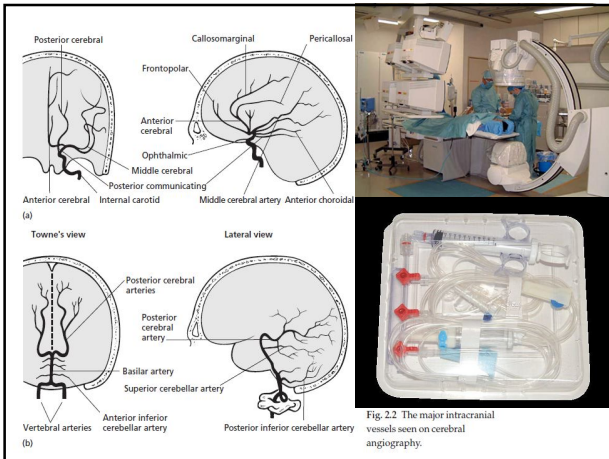 Posterior cerebral
Callosomarginal
Pericallosal
Frontopolar
Anterior
cerebral
Ophthalmic
Middle cerebral
Posterior communicating
Anterior cerebral
Internal carotid
Middle cerebral artery
Anterior choroidal
(a)
Towne's view
Lateral view
Posterior cerebral
arteries
Posterior
cerebral
artery
Basilar artery
Superior cerebellar artery
Vertebral arteries
Anterior inferior
cerebellar artery
Posterior inferior cerebellar artery
(b)
Fig. 2.2 The major intracranial
vessels seen on cerebral
angiography.